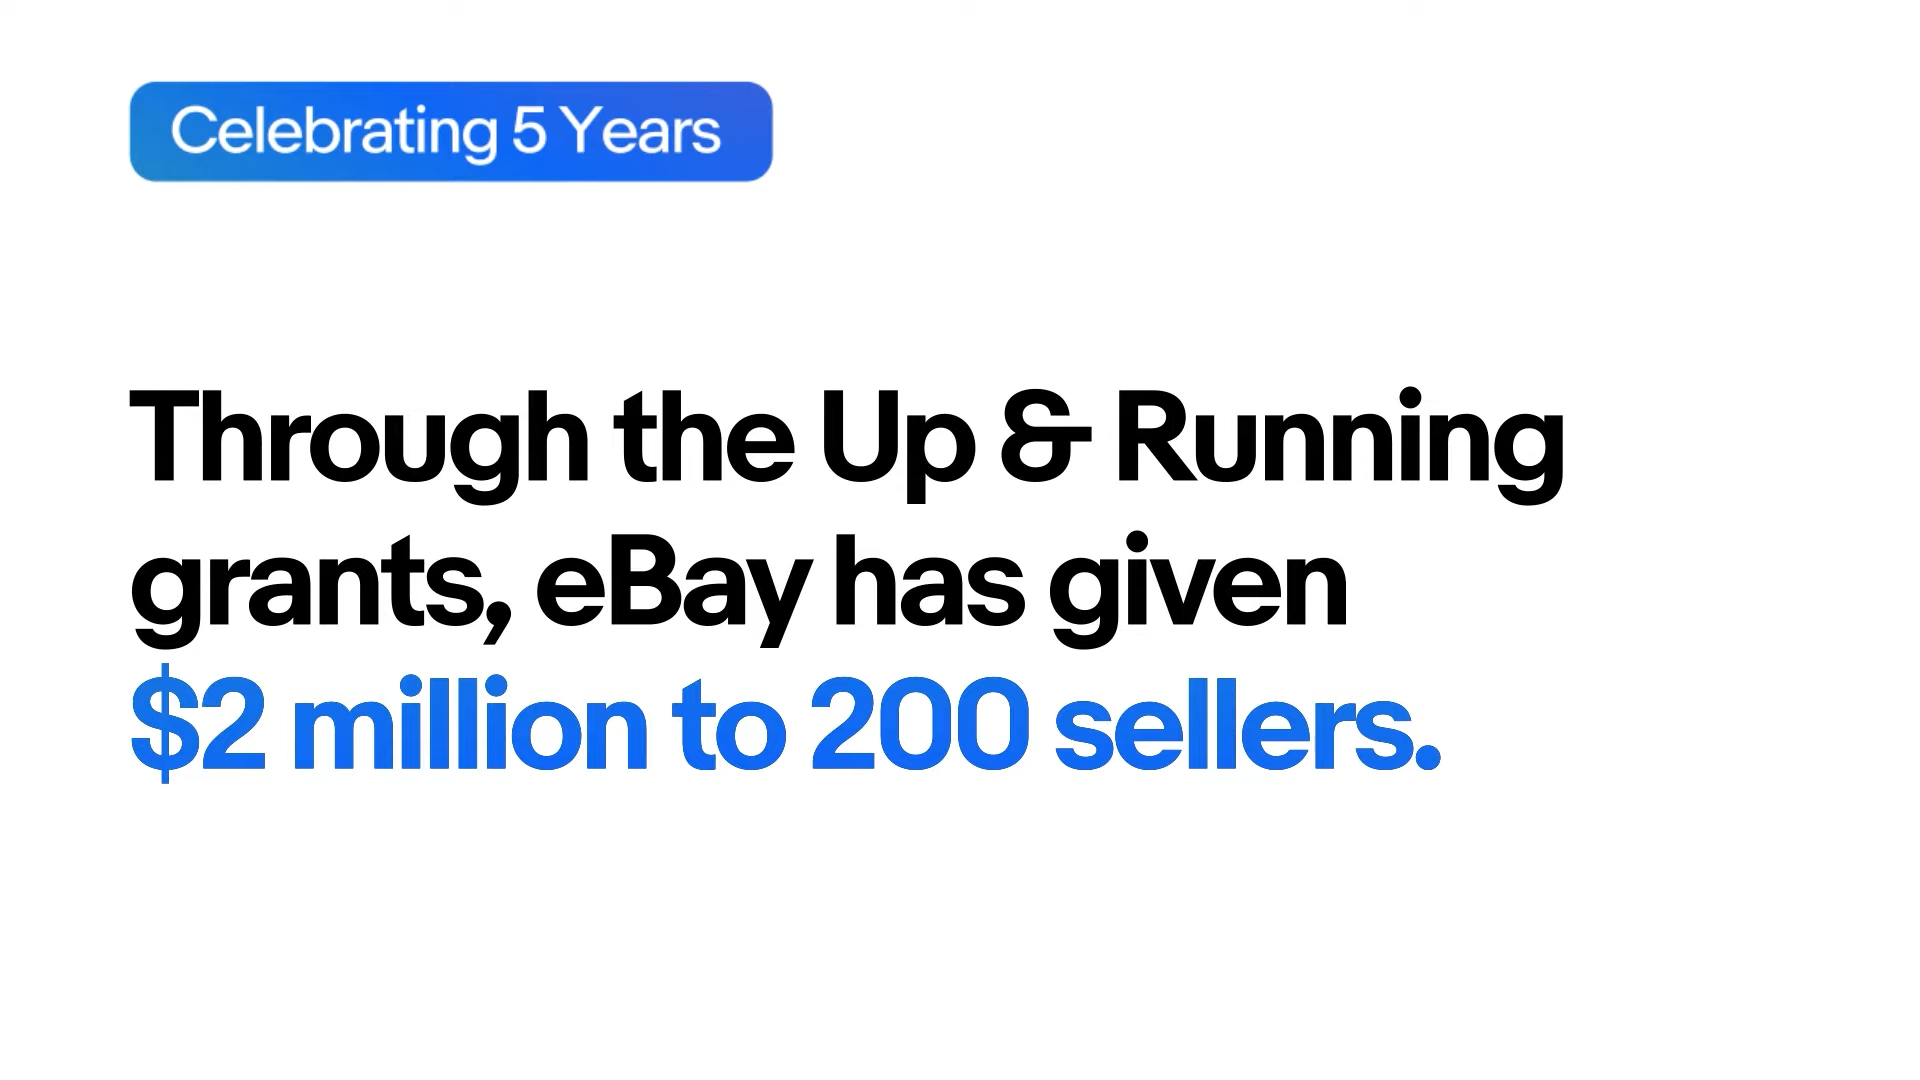 Celebrating 5 Years
Through the Up & Running
grants, eBay has given
$2 million to 200 sellers.